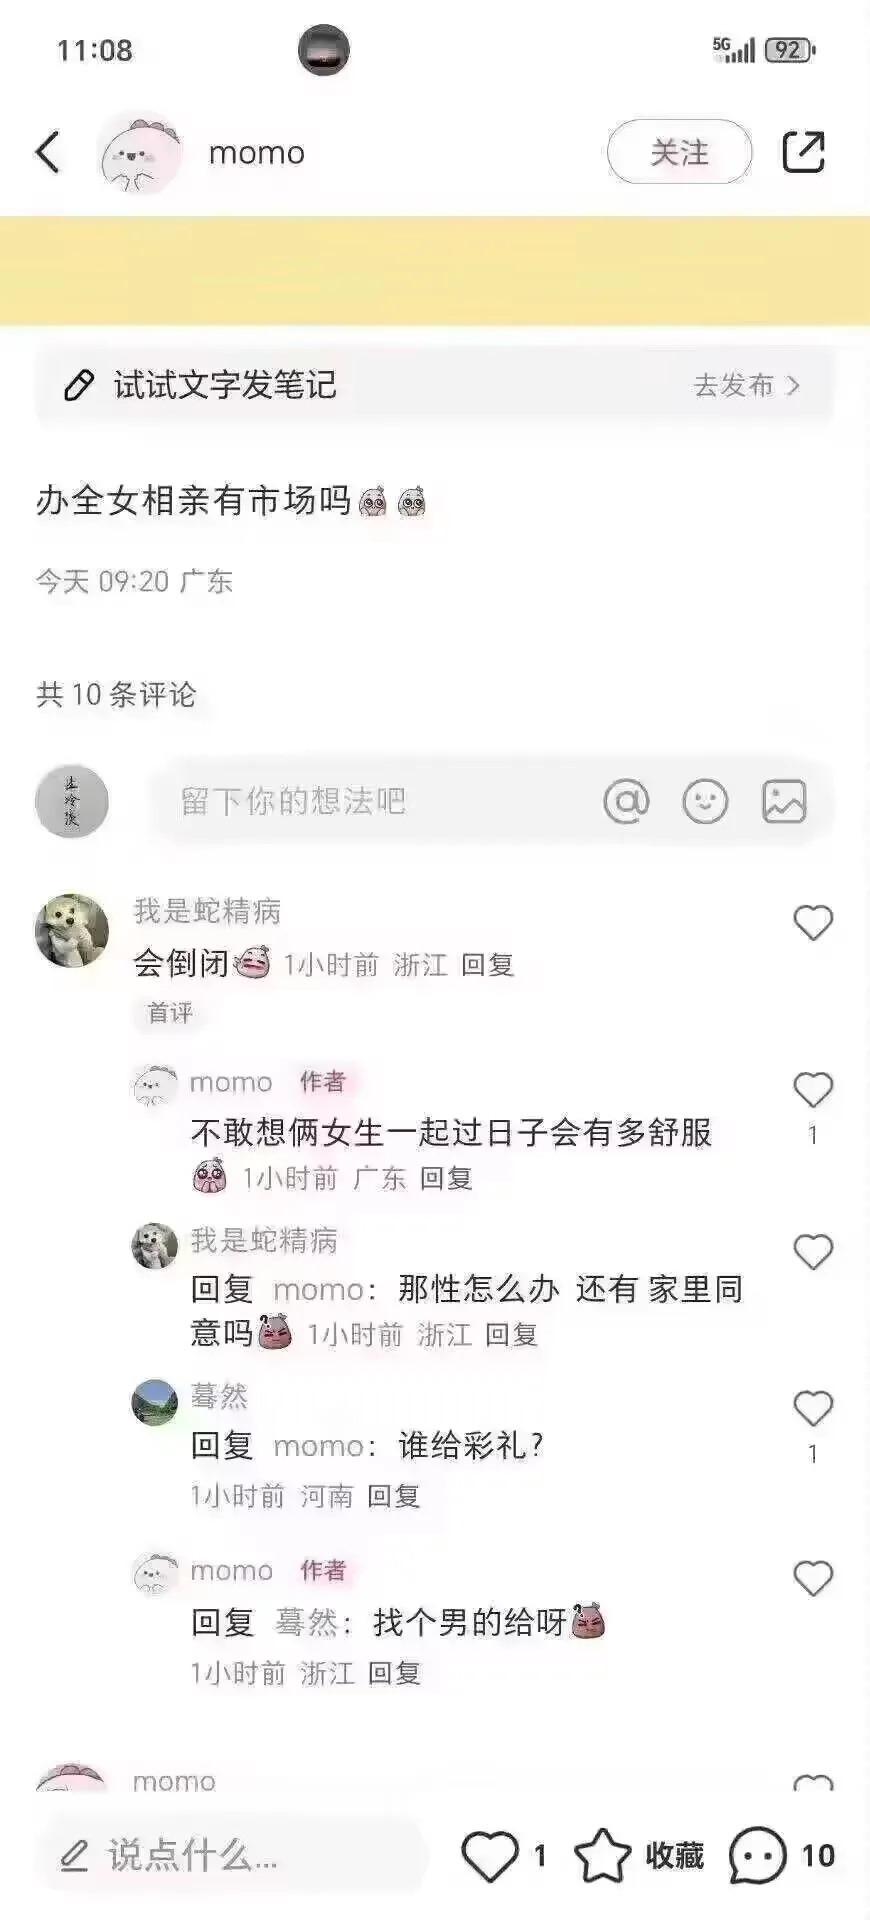 11:08
5G 92
momo
关注
试试文字发笔记
去发布
办全女相亲有市场吗
今天 09:20 广东
共 10 条评论
留下你的想法吧
我是蛇精病
会倒闭 1小时前 浙江 回复
首评
momo 作者
不敢想俩女生一起过日子会有多舒服
1
1小时前 广东 回复
我是蛇精病
回复 momo：那性怎么办 还有 家里同
意吗 1小时前 浙江 回复
蓦然
回复 momo：谁给彩礼？
1
1小时前 河南 回复
momo 作者
回复 蓦然：找个男的给呀
1小时前 浙江 回复
momo
说点什么...
1
收藏
10